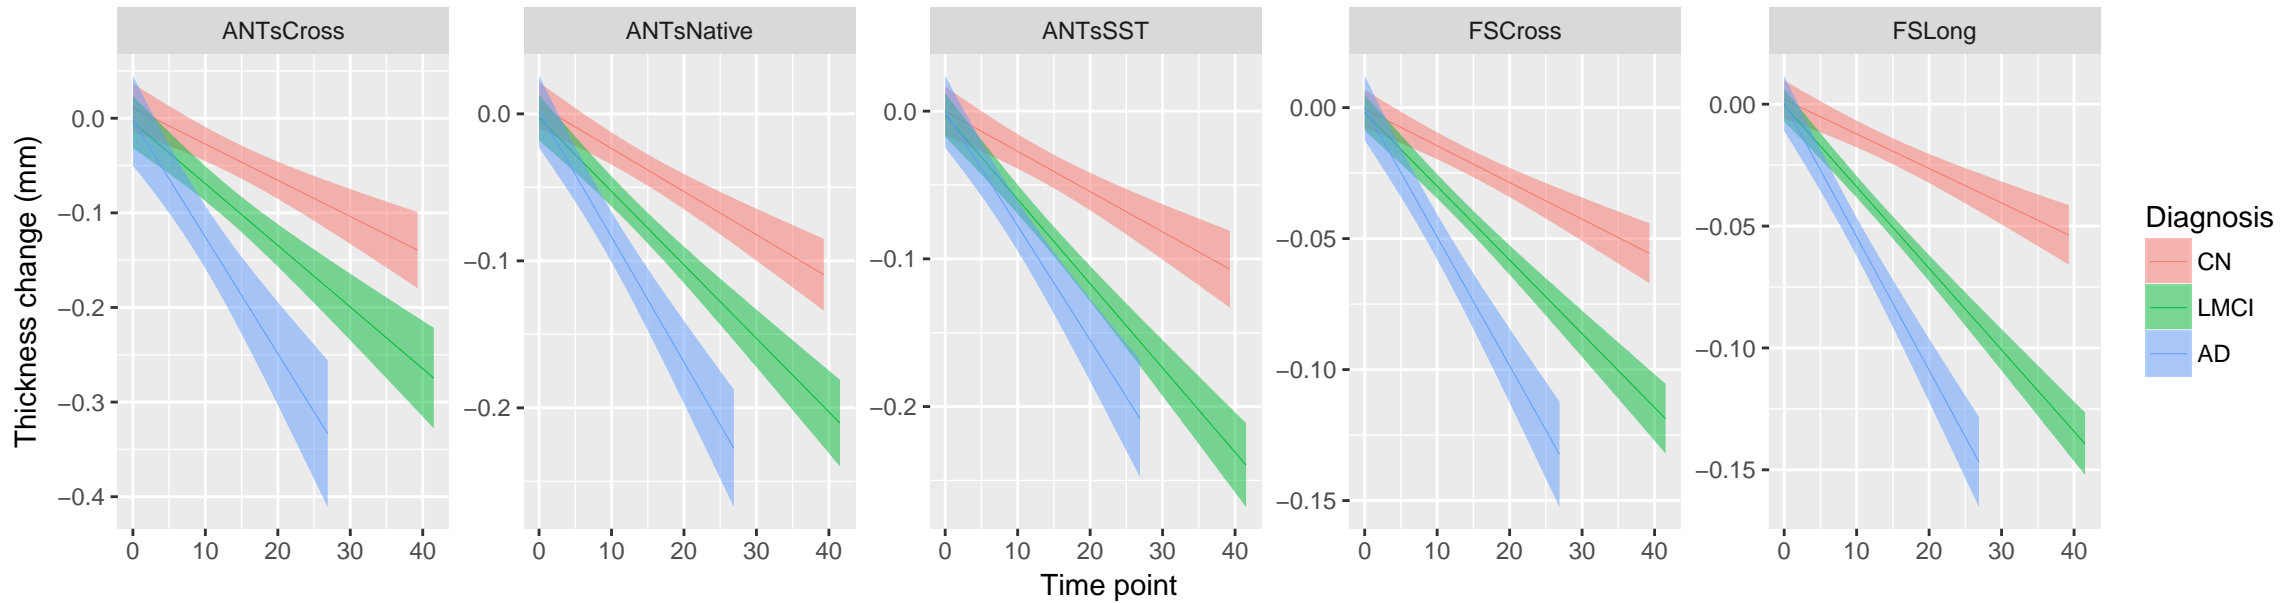 ANTsCross ANTsNative ANTsSST FSCross FSLong
Thickness change (mm)
0.0
−0.1
−0.2
−0.3
−0.4
0 10 20 30 40
0.0
−0.1
−0.2
0 10 20 30 40
0.0
−0.1
−0.2
0 10 20 30 40
0.00
−0.05
−0.10
−0.15
0 10 20 30 40
0.00
−0.05
−0.10
−0.15
0 10 20 30 40
Time point
Diagnosis
CN
LMCI
AD